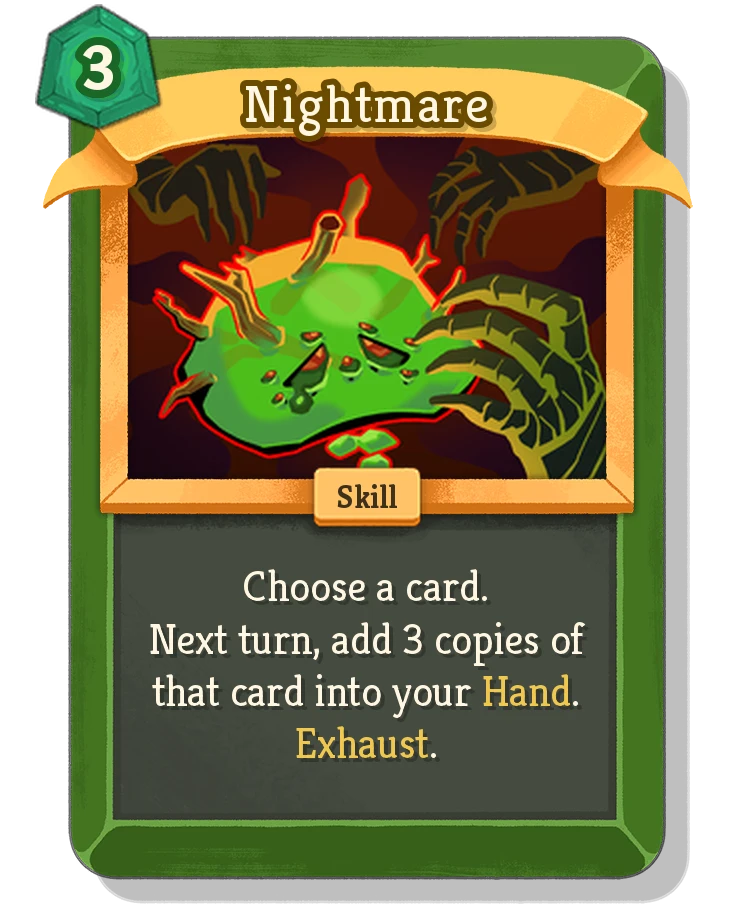 3
Nightmare
Skill
Choose a card.
Next turn, add 3 copies of
that card into your Hand.
Exhaust.